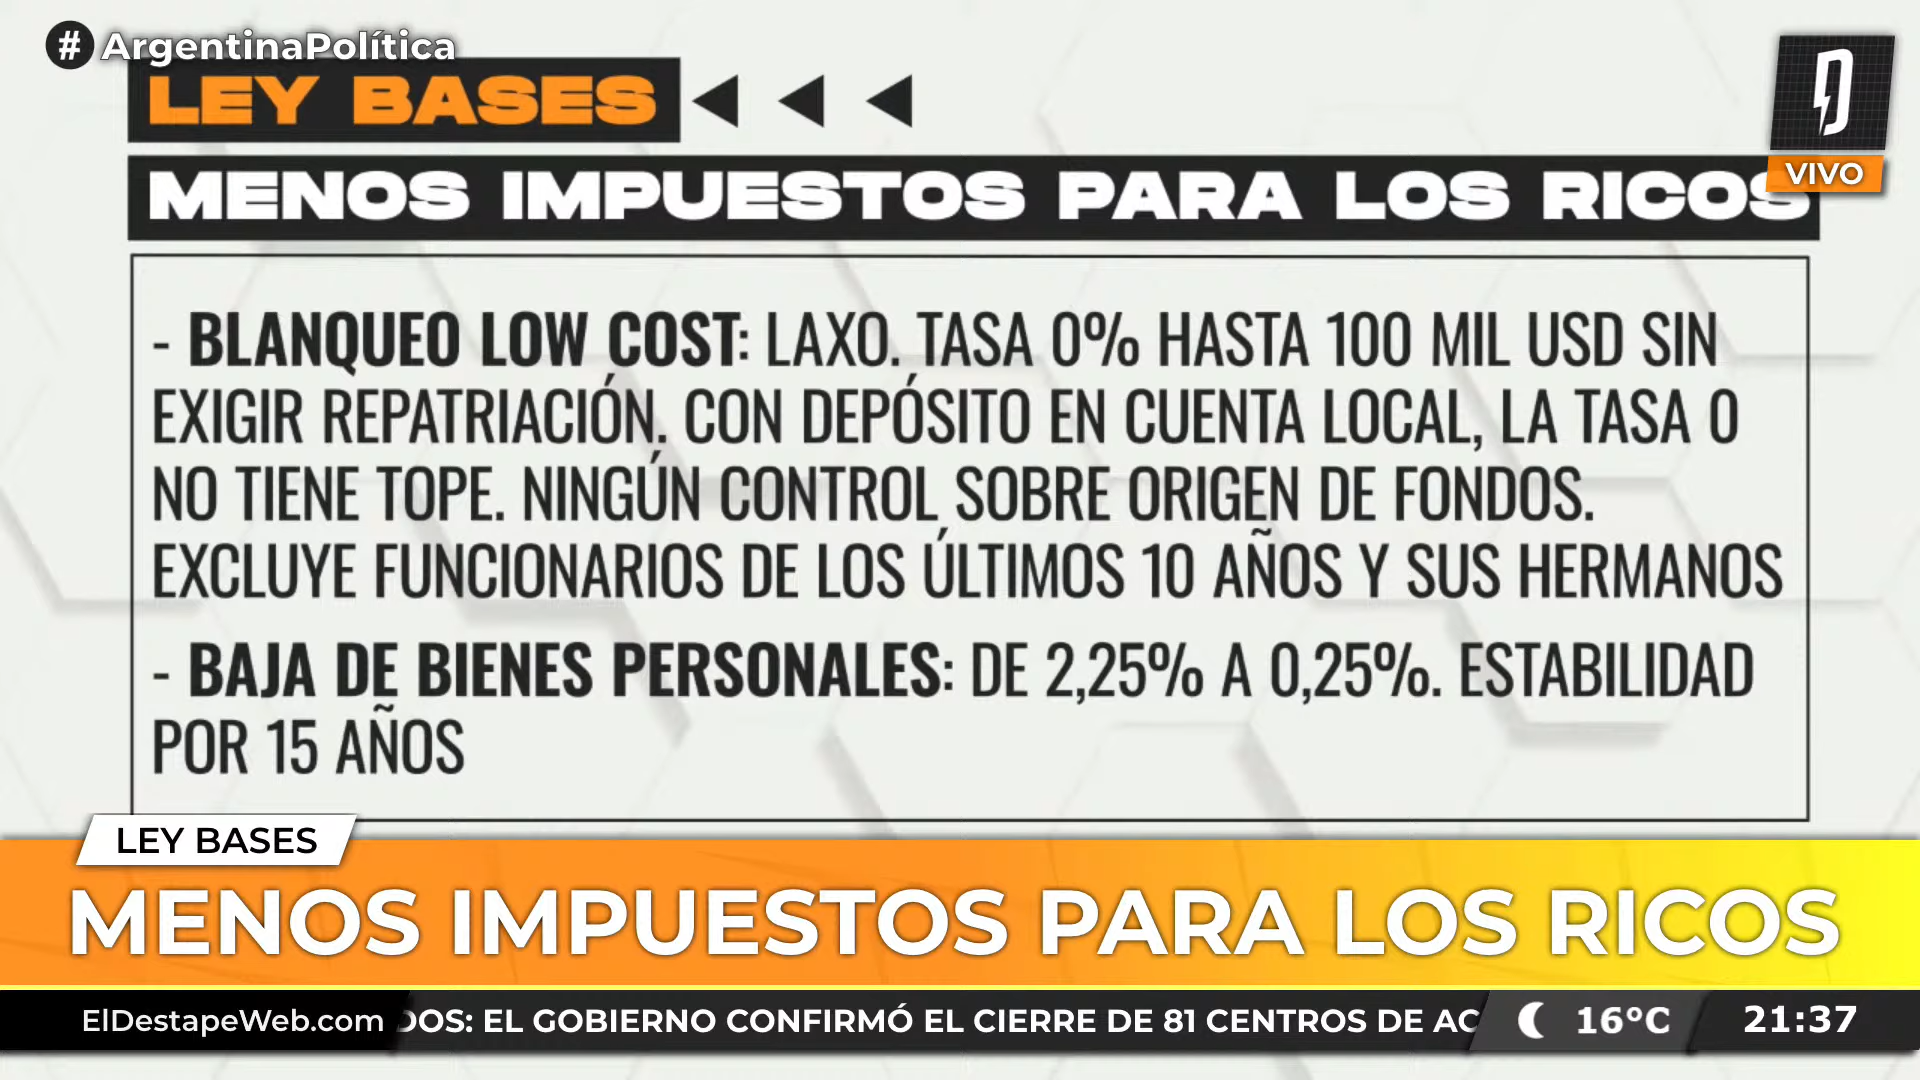 # ArgentinaPolítica
LEY BASES
VIVO
MENOS IMPUESTOS PARA LOS RICOS
- BLANQUEO LOW COST: LAXO. TASA 0% HASTA 100 MIL USD SIN
EXIGIR REPATRIACIÓN. CON DEPÓSITO EN CUENTA LOCAL, LA TASA 0
NO TIENE TOPE. NINGÚN CONTROL SOBRE ORIGEN DE FONDOS.
EXCLUYE FUNCIONARIOS DE LOS ÚLTIMOS 10 AÑOS Y SUS HERMANOS
- BAJA DE BIENES PERSONALES: DE 2,25% A 0,25%. ESTABILIDAD
POR 15 AÑOS
LEY BASES
MENOS IMPUESTOS PARA LOS RICOS
ElDestapeWeb.com DOS: EL GOBIERNO CONFIRMÓ EL CIERRE DE 81 CENTROS DE AC 16°C 21:37